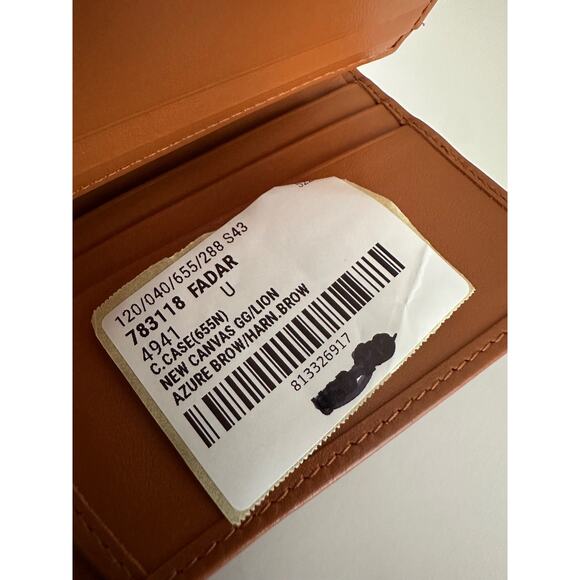 120/040/655/288 S43
783118 FADAR
4941 U
C.CASE(655N)
NEW CANVAS GG/LION
AZURE BROW/HARN.BROW
813326917